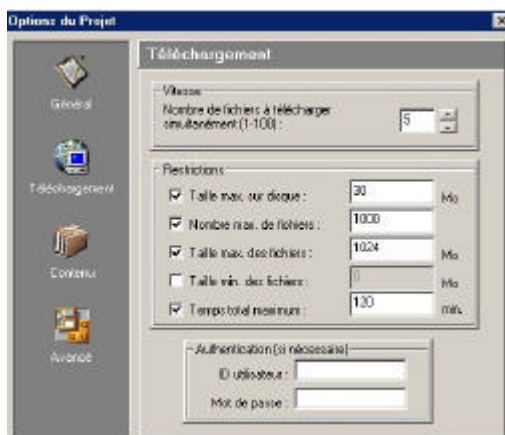 Options du Projet
Téléchargement
Général
Téléchargement
Contenu
Avancé
Vitesse
Nombre de fichiers à télécharger
simultanément (1-100) :
5
Restrictions
Taille max. sur disque : 30 Mo
Nombre max. de fichiers : 1000
Taille max. des fichiers : 1024 Mo
Taille min. des fichiers : 0 Mo
Temps total maximum : 120 min.
Authentication (si nécessaire)
ID utilisateur :
Mot de passe :